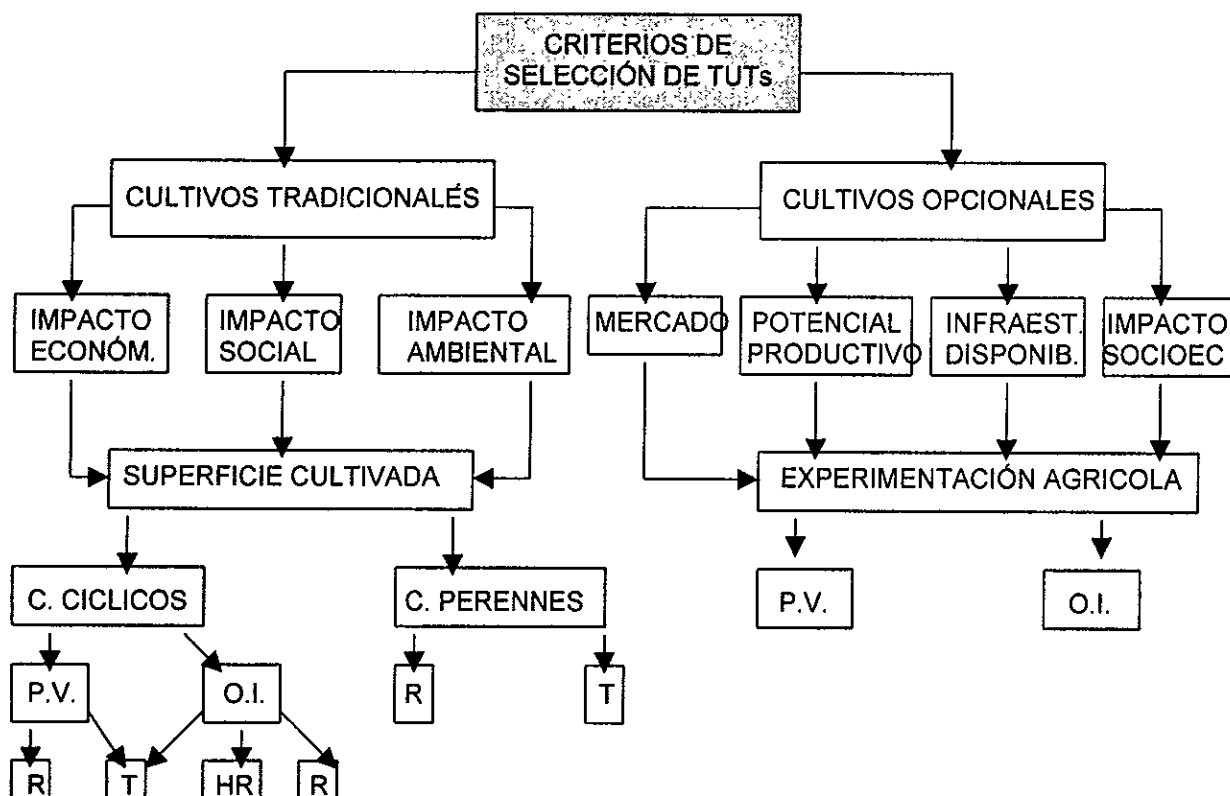 CRITERIOS DE
SELECCIÓN DE TUTs
CULTIVOS TRADICIONALÉS
CULTIVOS OPCIONALES
IMPACTO
ECONÓM.
IMPACTO
SOCIAL
IMPACTO
AMBIENTAL
MERCADO
POTENCIAL
PRODUCTIVO
INFRAEST.
DISPONIB.
IMPACTO
SOCIOEC
SUPERFICIE CULTIVADA
EXPERIMENTACIÓN AGRICOLA
C. CICLICOS
C. PERENNES
P.V.
O.I.
P.V.
O.I.
R
T
R
T
HR
R